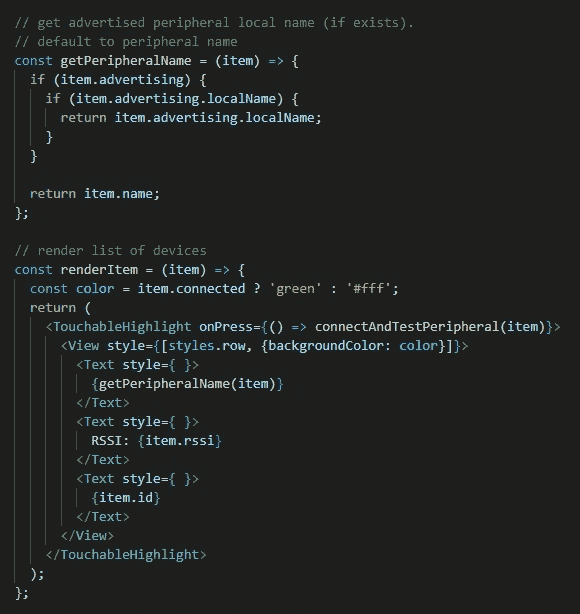 // get advertised peripheral local name (if exists).
// default to peripheral name
const getPeripheralName = (item) => {
  if (item.advertising) {
    if (item.advertising.localName) {
      return item.advertising.localName;
    }
  }

  return item.name;
};

// render list of devices
const renderItem = (item) => {
  const color = item.connected ? 'green' : '#fff';
  return (
    <TouchableHighlight onPress={() => connectAndTestPeripheral(item)}>
      <View style={[styles.row, {backgroundColor: color}]}>
        <Text style={ }>
          {getPeripheralName(item)}
        </Text>
        <Text style={ }>
          RSSI: {item.rssi}
        </Text>
        <Text style={ }>
          {item.id}
        </Text>
      </View>
    </TouchableHighlight>
  );
};